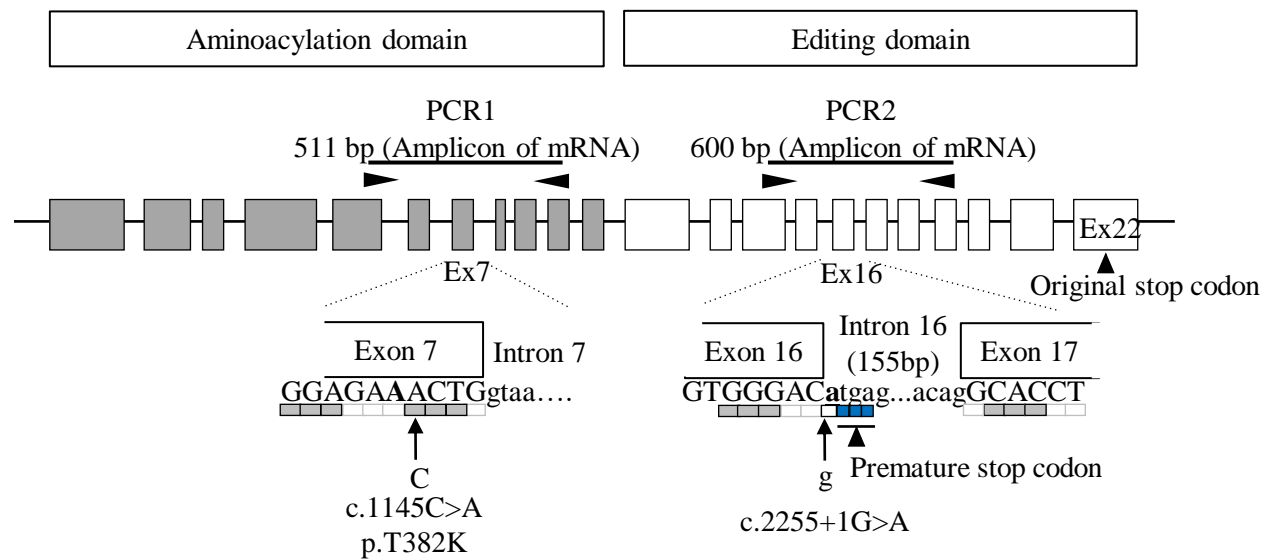 Aminoacylation domain
Editing domain
PCR1
511 bp (Amplicon of mRNA)
PCR2
600 bp (Amplicon of mRNA)
Ex7
Ex16
Ex22
Original stop codon
Exon 7
Intron 7
GGAGAAACTGgtaa....
C
c.1145C>A
p.T382K
Exon 16
Intron 16
(155bp)
Exon 17
GTGGGACatgag...acagGCACCT
Premature stop codon
g
c.2255+1G>A